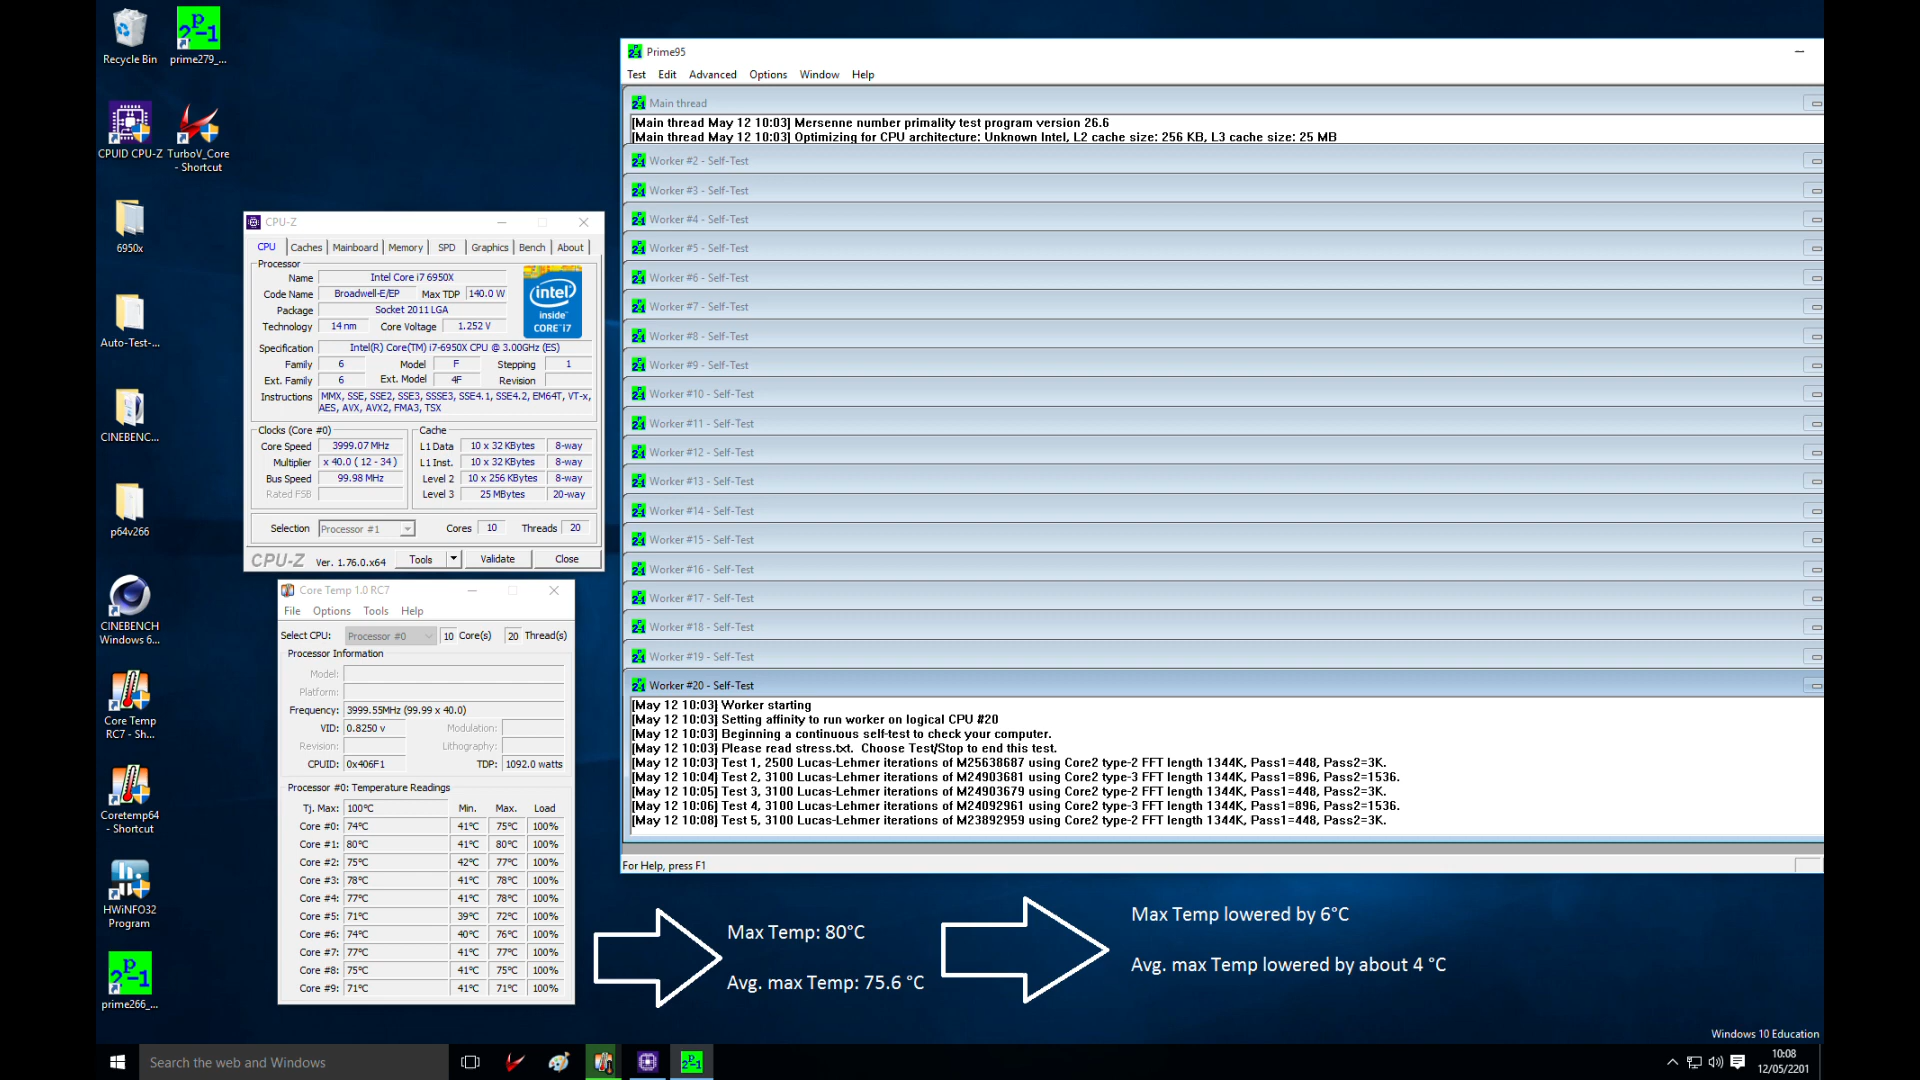 Recycle Bin
prime279_...
CPUID CPU-Z
TurboV_Core
- Shortcut
6950x
Auto-Test-...
CINEBENC...
p64v266
CINEBENCH
Windows 6...
Core Temp
RC7 - Sh...
Coretemp64
- Shortcut
HWiNFO32
Program
prime266_...
CPU-Z
CPU Caches Mainboard Memory SPD Graphics Bench About
Processor
Name Intel Core i7 6950X
Code Name Broadwell-E/EP Max TDP 140.0 W
Package Socket 2011 LGA
Technology 14 nm Core Voltage 1.252 V
intel
inside™
CORE™i7
Specification Intel(R) Core(TM) i7-6950X CPU @ 3.00GHz (ES)
Family 6 Model F Stepping 1
Ext. Family 6 Ext. Model 4F Revision
Instructions MMX, SSE, SSE2, SSE3, SSSE3, SSE4.1, SSE4.2, EM64T, VT-x,
AES, AVX, AVX2, FMA3, TSX
Clocks (Core #0)
Core Speed 3999.07 MHz
Multiplier x 40.0 ( 12 - 34 )
Bus Speed 99.98 MHz
Rated FSB
Cache
L1 Data 10 x 32 KBytes 8-way
L1 Inst. 10 x 32 KBytes 8-way
Level 2 10 x 256 KBytes 8-way
Level 3 25 MBytes 20-way
Selection Processor #1 Cores 10 Threads 20
CPU-Z Ver. 1.76.0.x64 Tools Validate Close
Core Temp 1.0 RC7
File Options Tools Help
Select CPU: Processor #0 10 Core(s) 20 Thread(s)
Processor Information
Model:
Platform:
Frequency: 3999.55MHz (99.99 x 40.0)
VID: 0.8250 v Modulation:
Revision: Lithography:
CPUID: 0x406F1 TDP: 1092.0 watts
Processor #0: Temperature Readings
Tj. Max: 100°C Min. Max. Load
Core #0: 74°C 41°C 75°C 100%
Core #1: 80°C 41°C 80°C 100%
Core #2: 75°C 42°C 77°C 100%
Core #3: 78°C 41°C 78°C 100%
Core #4: 77°C 41°C 78°C 100%
Core #5: 71°C 39°C 72°C 100%
Core #6: 74°C 40°C 76°C 100%
Core #7: 77°C 41°C 77°C 100%
Core #8: 75°C 41°C 75°C 100%
Core #9: 71°C 41°C 71°C 100%
Prime95
Test Edit Advanced Options Window Help
Main thread
[Main thread May 12 10:03] Mersenne number primality test program version 26.6
[Main thread May 12 10:03] Optimizing for CPU architecture: Unknown Intel, L2 cache size: 256 KB, L3 cache size: 25 MB
Worker #2 - Self-Test
Worker #3 - Self-Test
Worker #4 - Self-Test
Worker #5 - Self-Test
Worker #6 - Self-Test
Worker #7 - Self-Test
Worker #8 - Self-Test
Worker #9 - Self-Test
Worker #10 - Self-Test
Worker #11 - Self-Test
Worker #12 - Self-Test
Worker #13 - Self-Test
Worker #14 - Self-Test
Worker #15 - Self-Test
Worker #16 - Self-Test
Worker #17 - Self-Test
Worker #18 - Self-Test
Worker #19 - Self-Test
Worker #20 - Self-Test
[May 12 10:03] Worker starting
[May 12 10:03] Setting affinity to run worker on logical CPU #20
[May 12 10:03] Beginning a continuous self-test to check your computer.
[May 12 10:03] Please read stress.txt. Choose Test/Stop to end this test.
[May 12 10:03] Test 1, 2500 Lucas-Lehmer iterations of M25638687 using Core2 type-2 FFT length 1344K, Pass1=448, Pass2=3K.
[May 12 10:04] Test 2, 3100 Lucas-Lehmer iterations of M24903681 using Core2 type-3 FFT length 1344K, Pass1=896, Pass2=1536.
[May 12 10:05] Test 3, 3100 Lucas-Lehmer iterations of M24903679 using Core2 type-2 FFT length 1344K, Pass1=448, Pass2=3K.
[May 12 10:06] Test 4, 3100 Lucas-Lehmer iterations of M24092961 using Core2 type-3 FFT length 1344K, Pass1=896, Pass2=1536.
[May 12 10:08] Test 5, 3100 Lucas-Lehmer iterations of M23892959 using Core2 type-2 FFT length 1344K, Pass1=448, Pass2=3K.
For Help, press F1
Max Temp: 80°C
Avg. max Temp: 75.6 °C
Max Temp lowered by 6°C
Avg. max Temp lowered by about 4 °C
Windows 10 Education
Search the web and Windows
10:08
12/05/2201